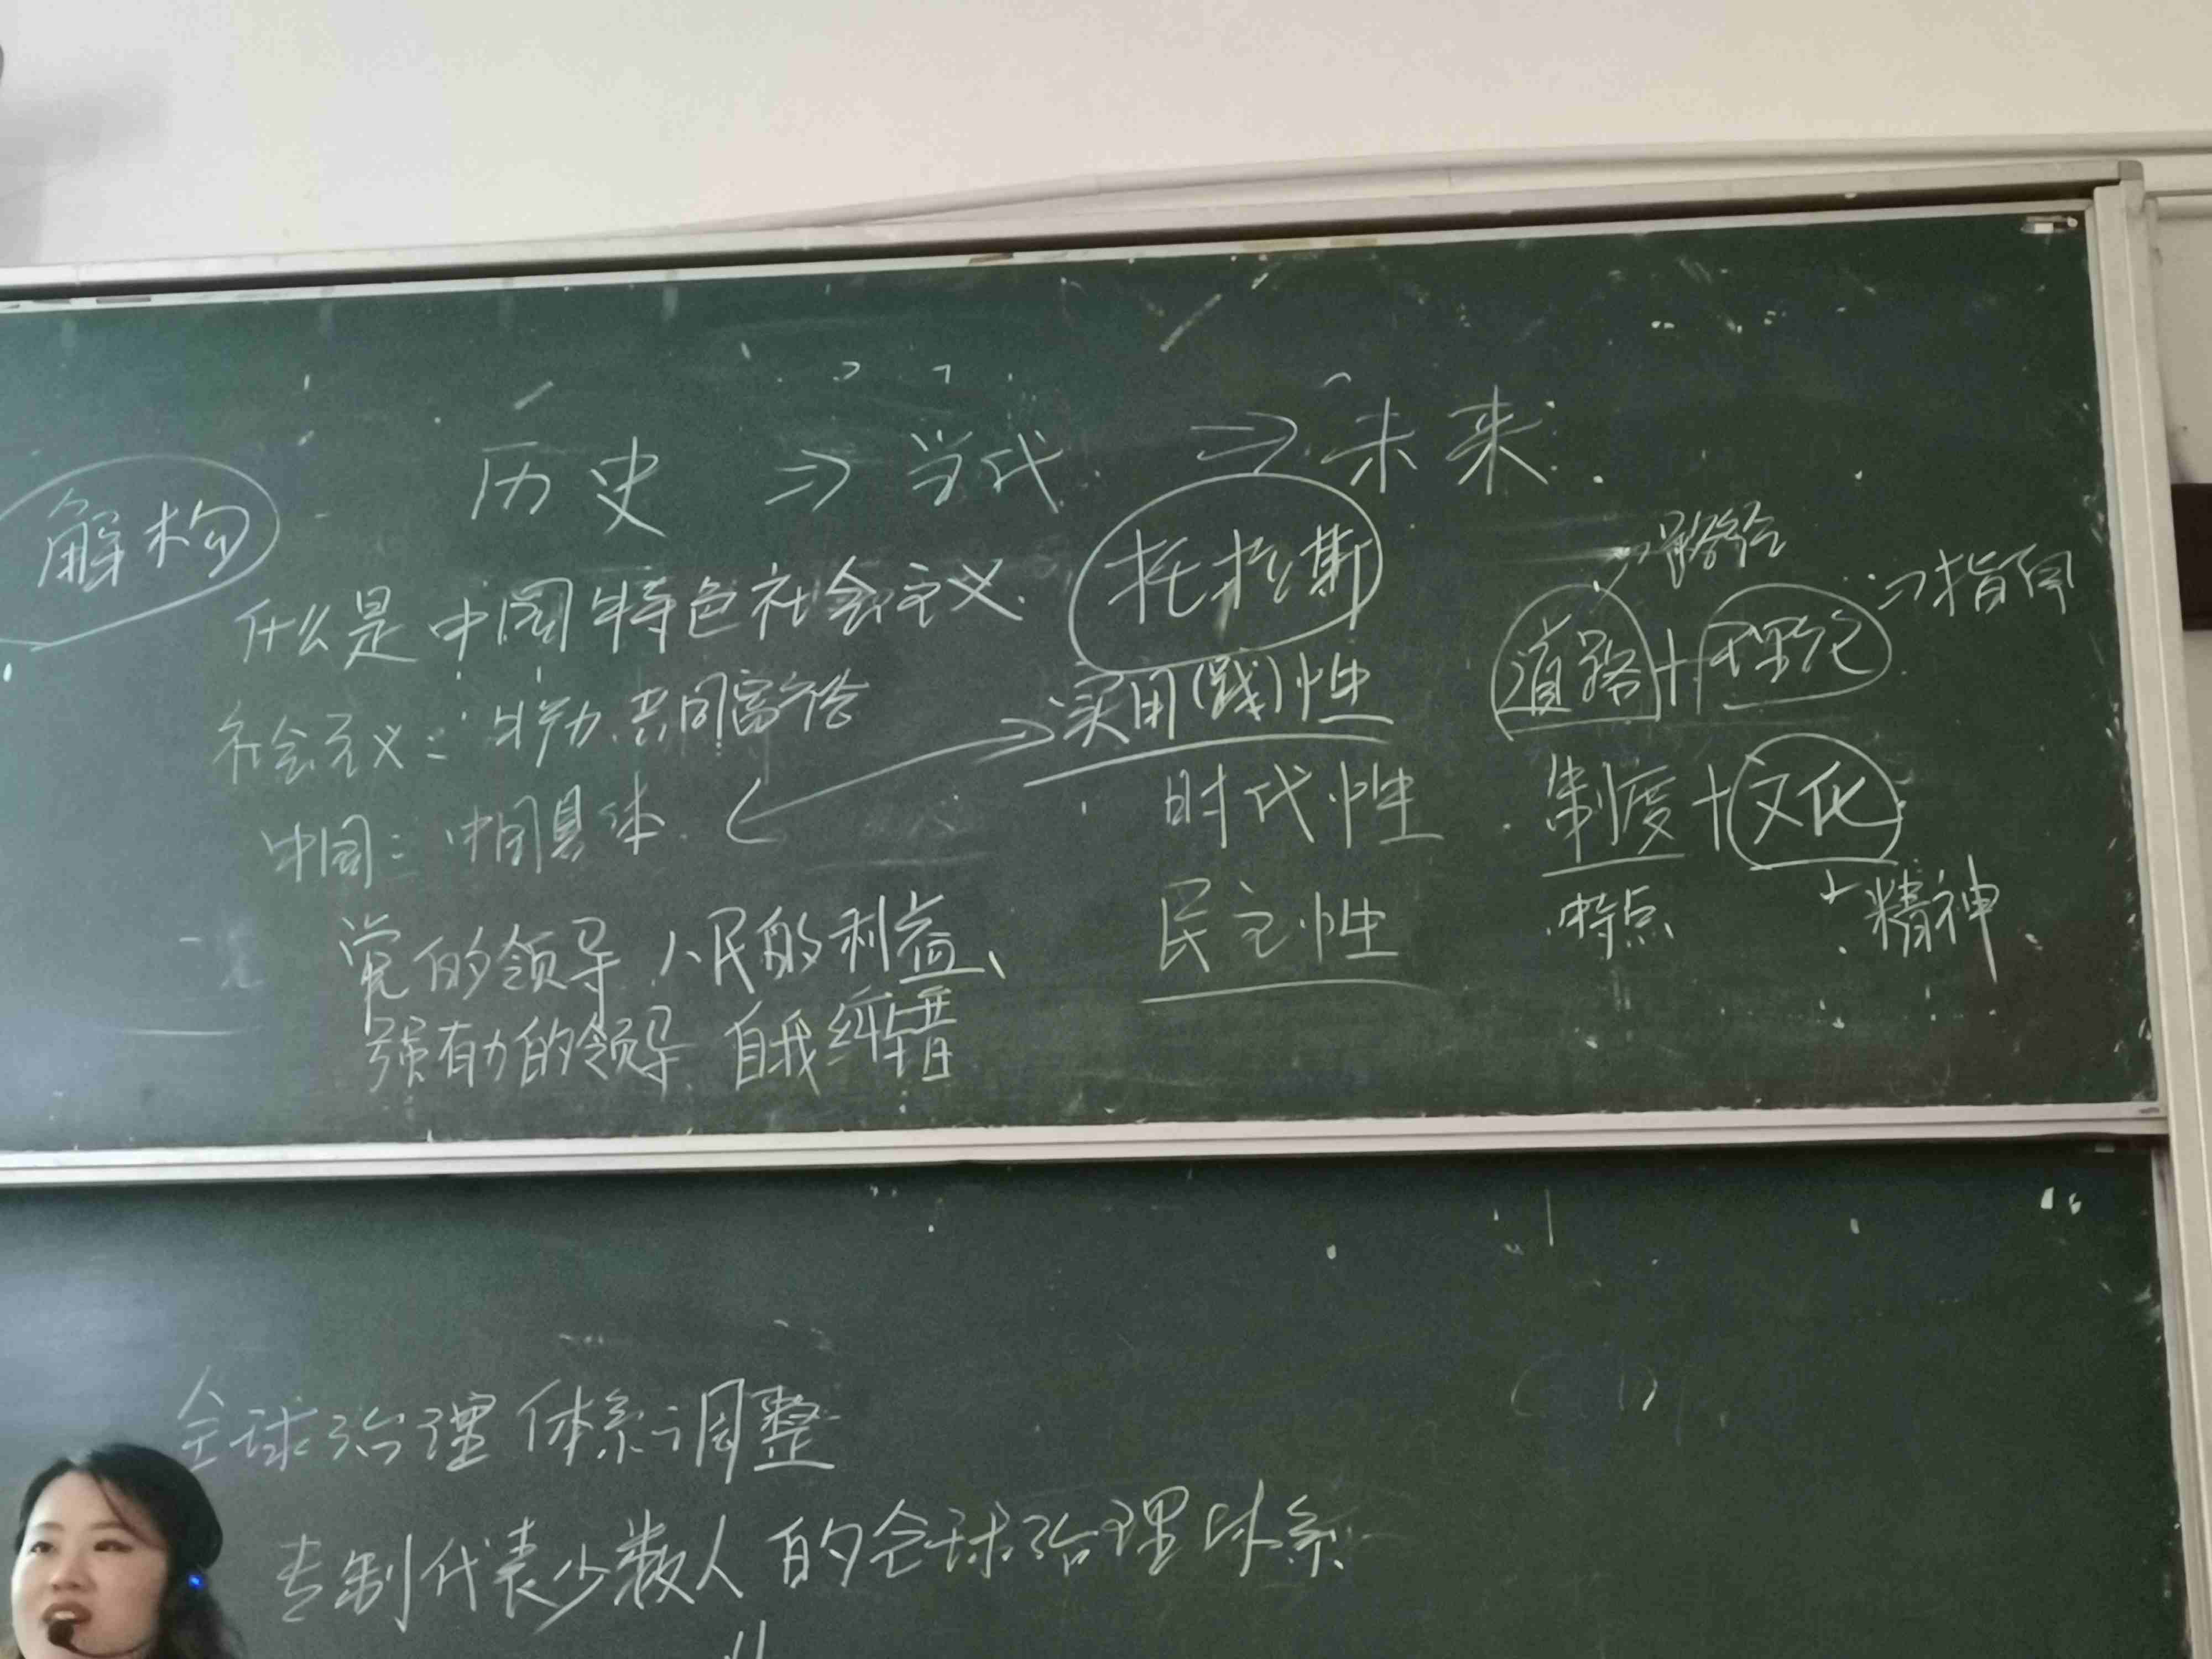 历史 → 当代 → 未来
解构
什么是中国特色社会主义
托拉斯
道路+理论 → 指向
社会主义: 生产力 共同富裕
实用(践)性
中国: 中国具体
时代性
制度+文化
党的领导、人民的利益、
民主性
特点
精神
强有力的领导 自我纠错
全球治理体系调整
专制代表少数人的全球治理体系